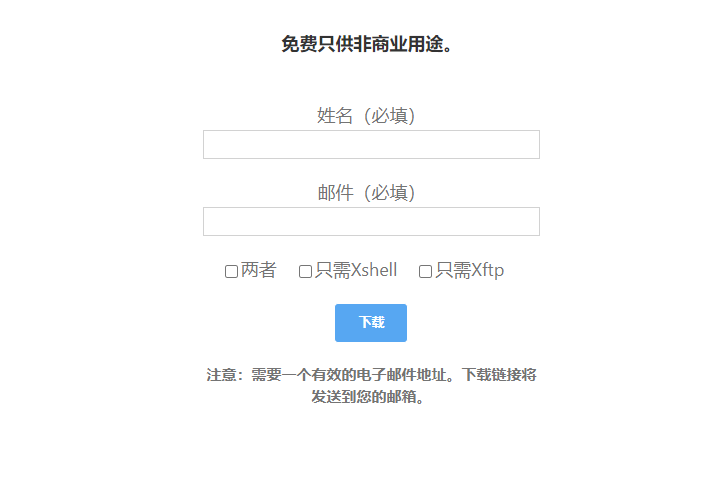 免费只供非商业用途。
姓名（必填）
邮件（必填）
两者 只需Xshell 只需Xftp
下载
注意：需要一个有效的电子邮件地址。下载链接将
发送到您的邮箱。